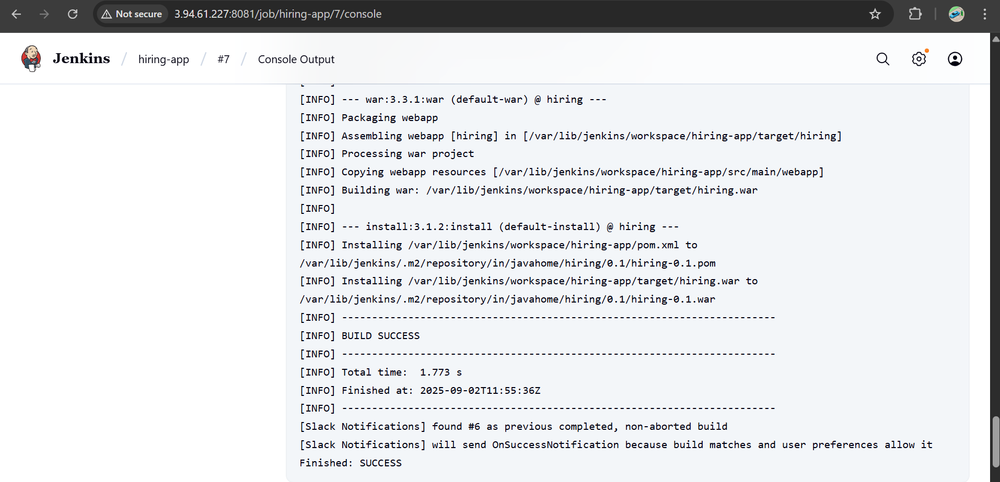 Not secure 3.94.61.227:8081/job/hiring-app/7/console
Jenkins / hiring-app / #7 / Console Output
[INFO] --- war:3.3.1:war (default-war) @ hiring ---
[INFO] Packaging webapp
[INFO] Assembling webapp [hiring] in [/var/lib/jenkins/workspace/hiring-app/target/hiring]
[INFO] Processing war project
[INFO] Copying webapp resources [/var/lib/jenkins/workspace/hiring-app/src/main/webapp]
[INFO] Building war: /var/lib/jenkins/workspace/hiring-app/target/hiring.war
[INFO]
[INFO] --- install:3.1.2:install (default-install) @ hiring ---
[INFO] Installing /var/lib/jenkins/workspace/hiring-app/pom.xml to
/var/lib/jenkins/.m2/repository/in/javahome/hiring/0.1/hiring-0.1.pom
[INFO] Installing /var/lib/jenkins/workspace/hiring-app/target/hiring.war to
/var/lib/jenkins/.m2/repository/in/javahome/hiring/0.1/hiring-0.1.war
[INFO] ------------------------------------------------------------------------
[INFO] BUILD SUCCESS
[INFO] ------------------------------------------------------------------------
[INFO] Total time:  1.773 s
[INFO] Finished at: 2025-09-02T11:55:36Z
[INFO] ------------------------------------------------------------------------
[Slack Notifications] found #6 as previous completed, non-aborted build
[Slack Notifications] will send OnSuccessNotification because build matches and user preferences allow it
Finished: SUCCESS